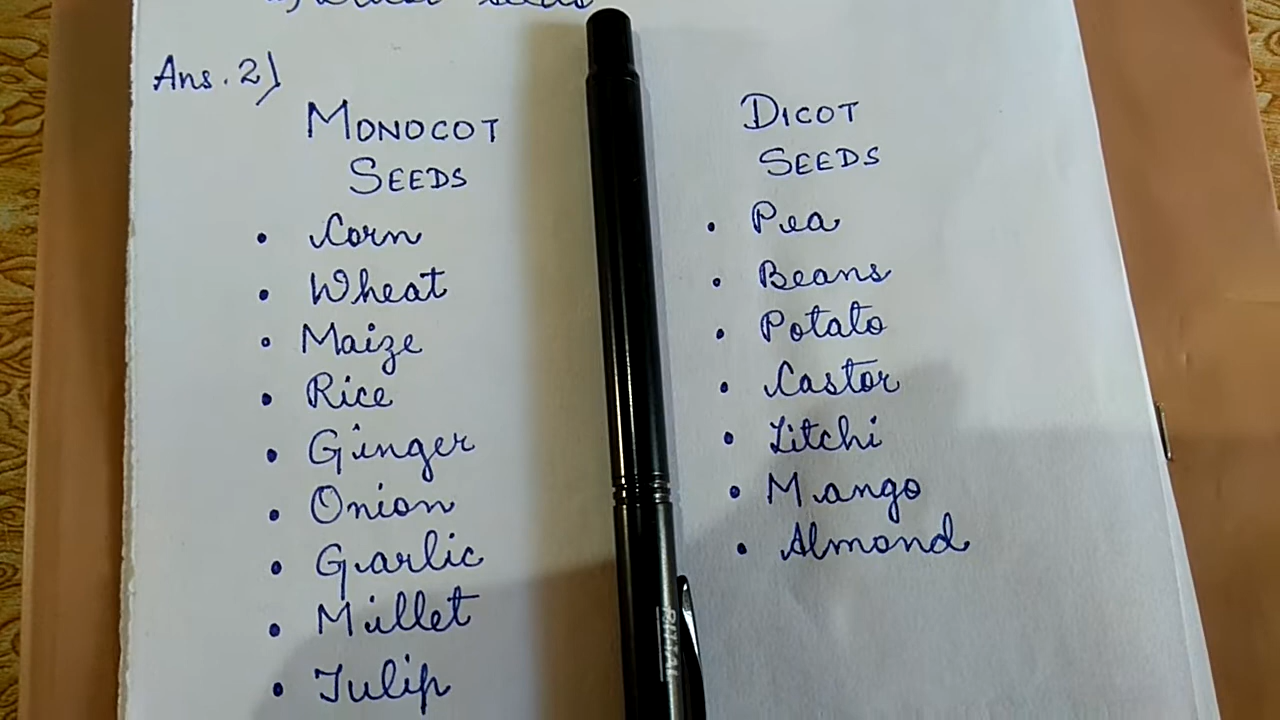 Ans. 2)
MONOCOT
SEEDS
• Corn
• Wheat
• Maize
• Rice
• Ginger
• Onion
• Garlic
• Millet
• Tulip
DICOT
SEEDS
• Pea
• Beans
• Potato
• Castor
• Litchi
• Mango
• Almond